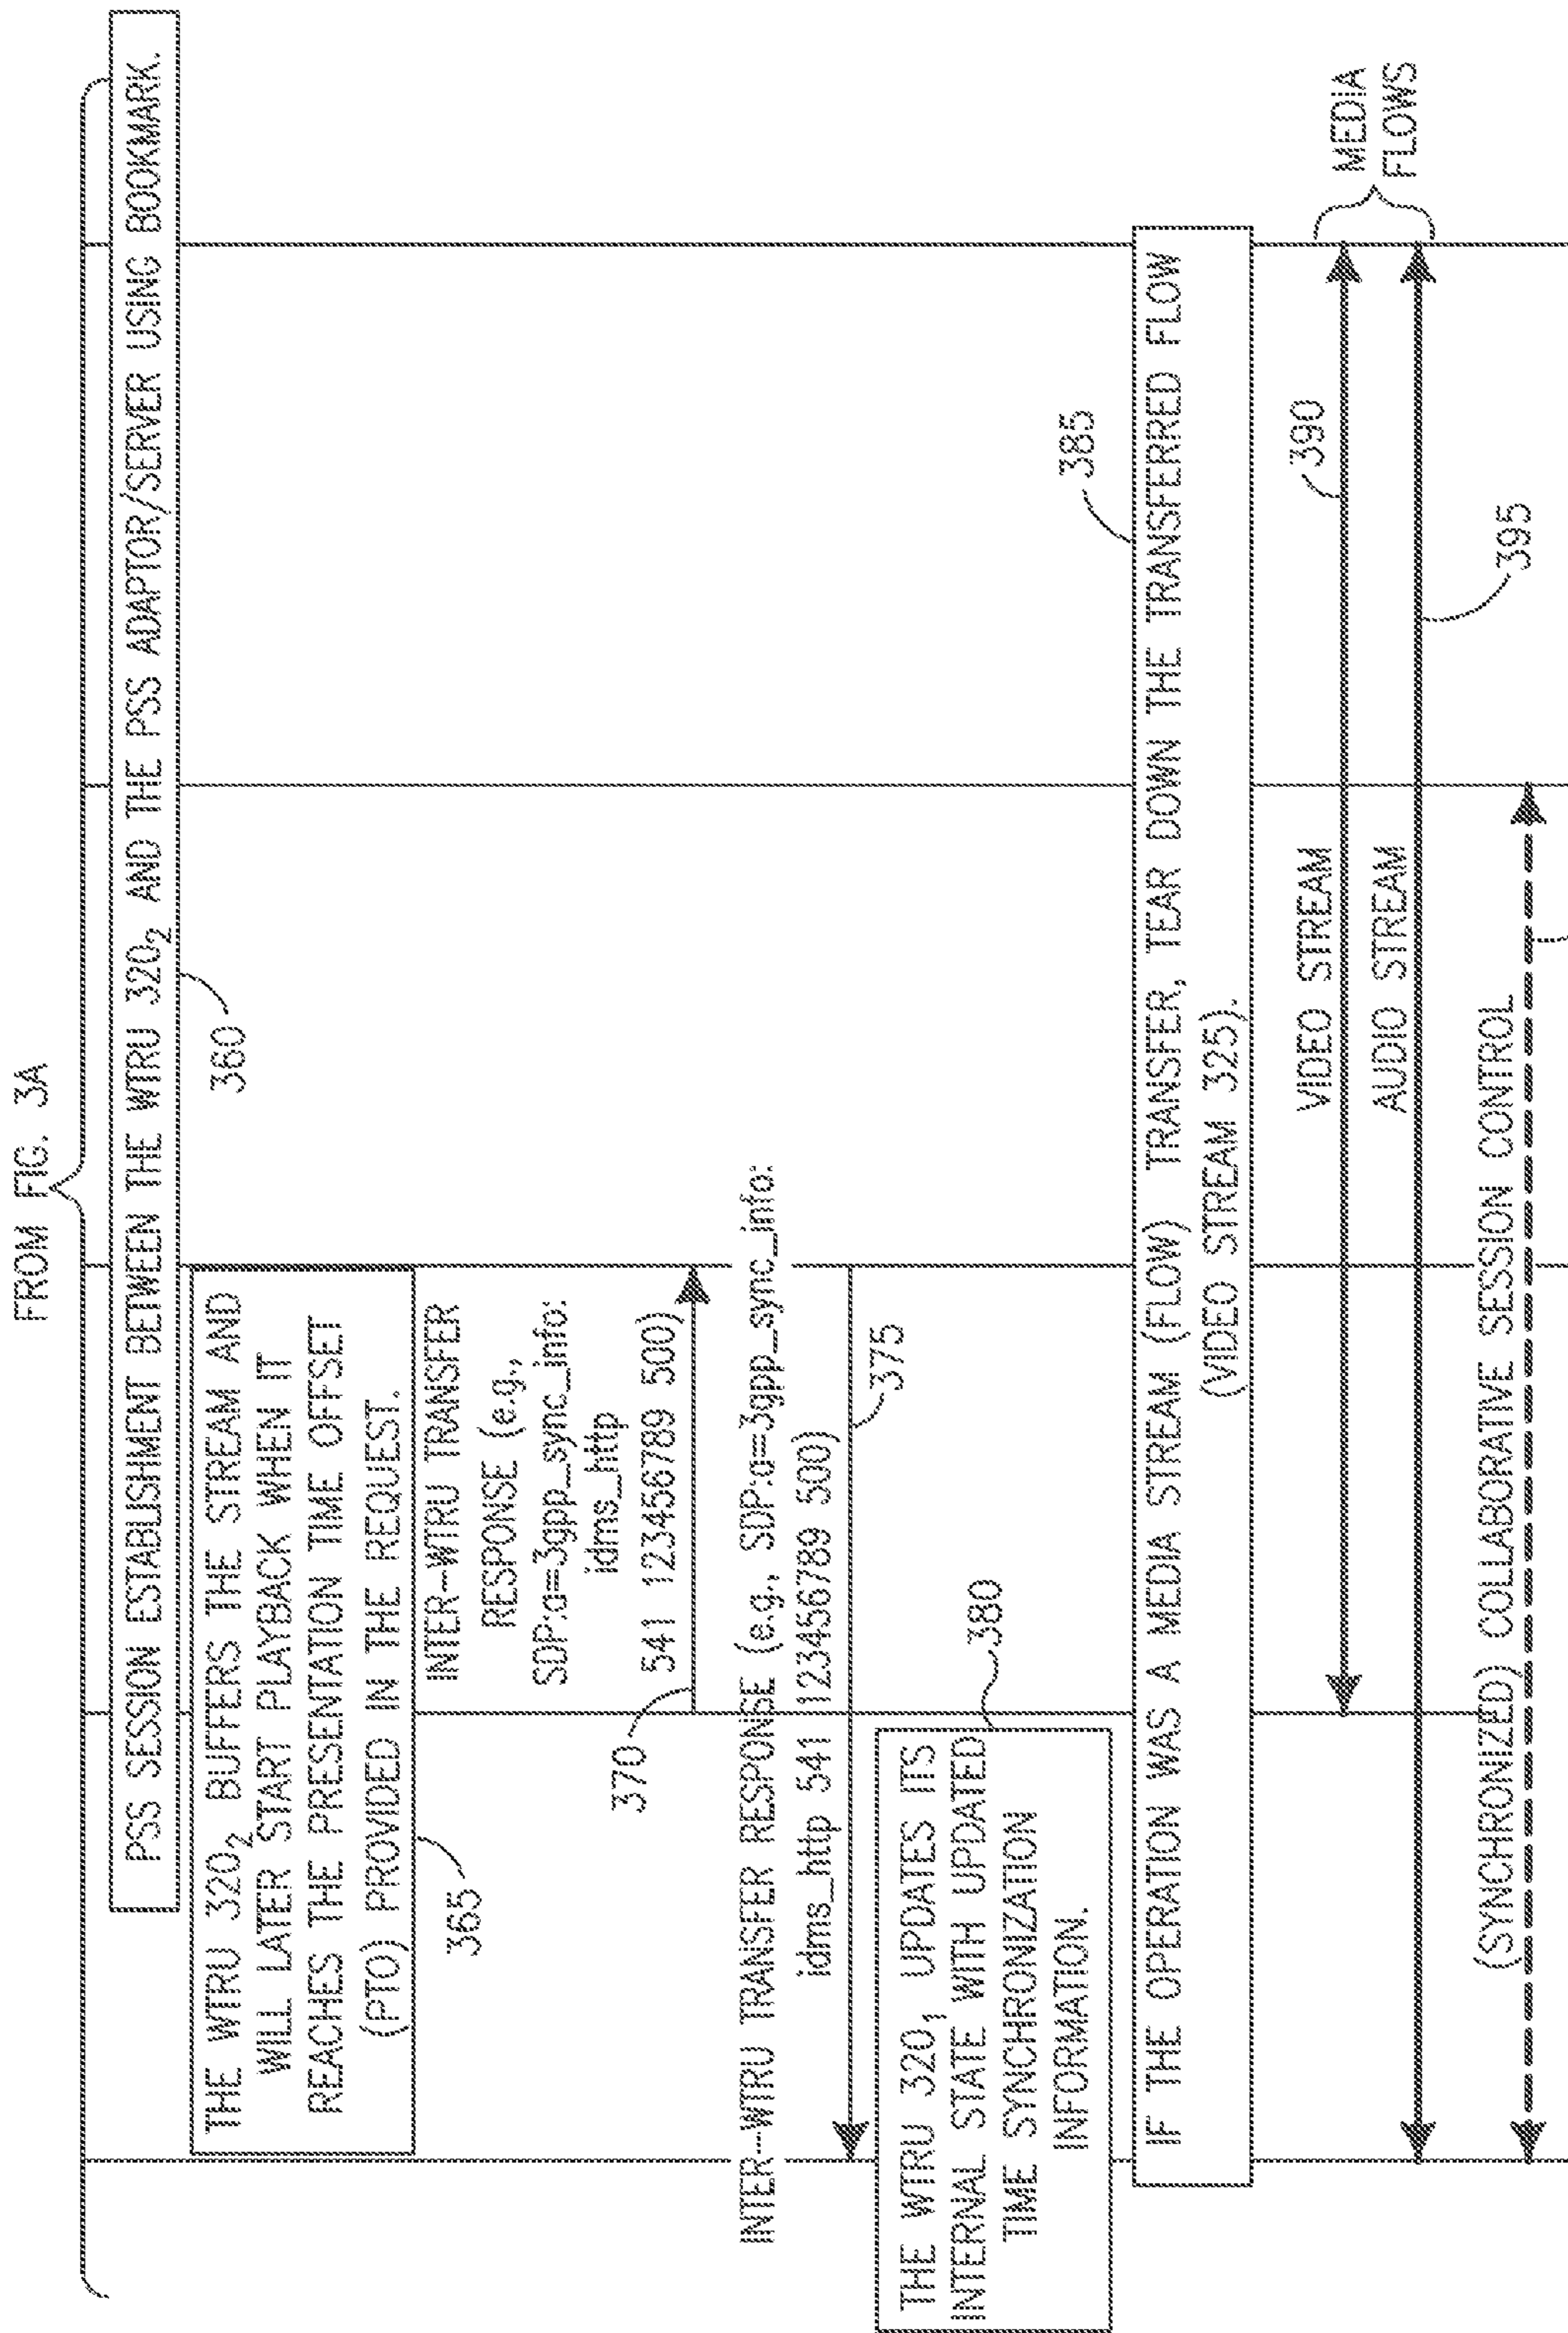 FROM FIG. 3A
PSS SESSION ESTABLISHMENT BETWEEN THE WTRU 320₂ AND THE PSS ADAPTOR/SERVER USING BOOKMARK.
360
THE WTRU 320₂ BUFFERS THE STREAM AND
WILL LATER START PLAYBACK WHEN IT
REACHES THE PRESENTATION TIME OFFSET
(PTO) PROVIDED IN THE REQUEST.
365
INTER-WTRU TRANSFER
RESPONSE (e.g.,
SDP:a=3gpp_sync_info:
idms_http
541 123456789 500)
370
INTER-WTRU TRANSFER RESPONSE (e.g., SDP:a=3gpp_sync_info:
idms_http 541 123456789 500)
375
THE WTRU 320₁ UPDATES ITS
INTERNAL STATE WITH UPDATED
TIME SYNCHRONIZATION
INFORMATION.
380
385
IF THE OPERATION WAS A MEDIA STREAM (FLOW) TRANSFER, TEAR DOWN THE TRANSFERRED FLOW
(VIDEO STREAM 325).
VIDEO STREAM
390
AUDIO STREAM
395
MEDIA
FLOWS
(SYNCHRONIZED) COLLABORATIVE SESSION CONTROL